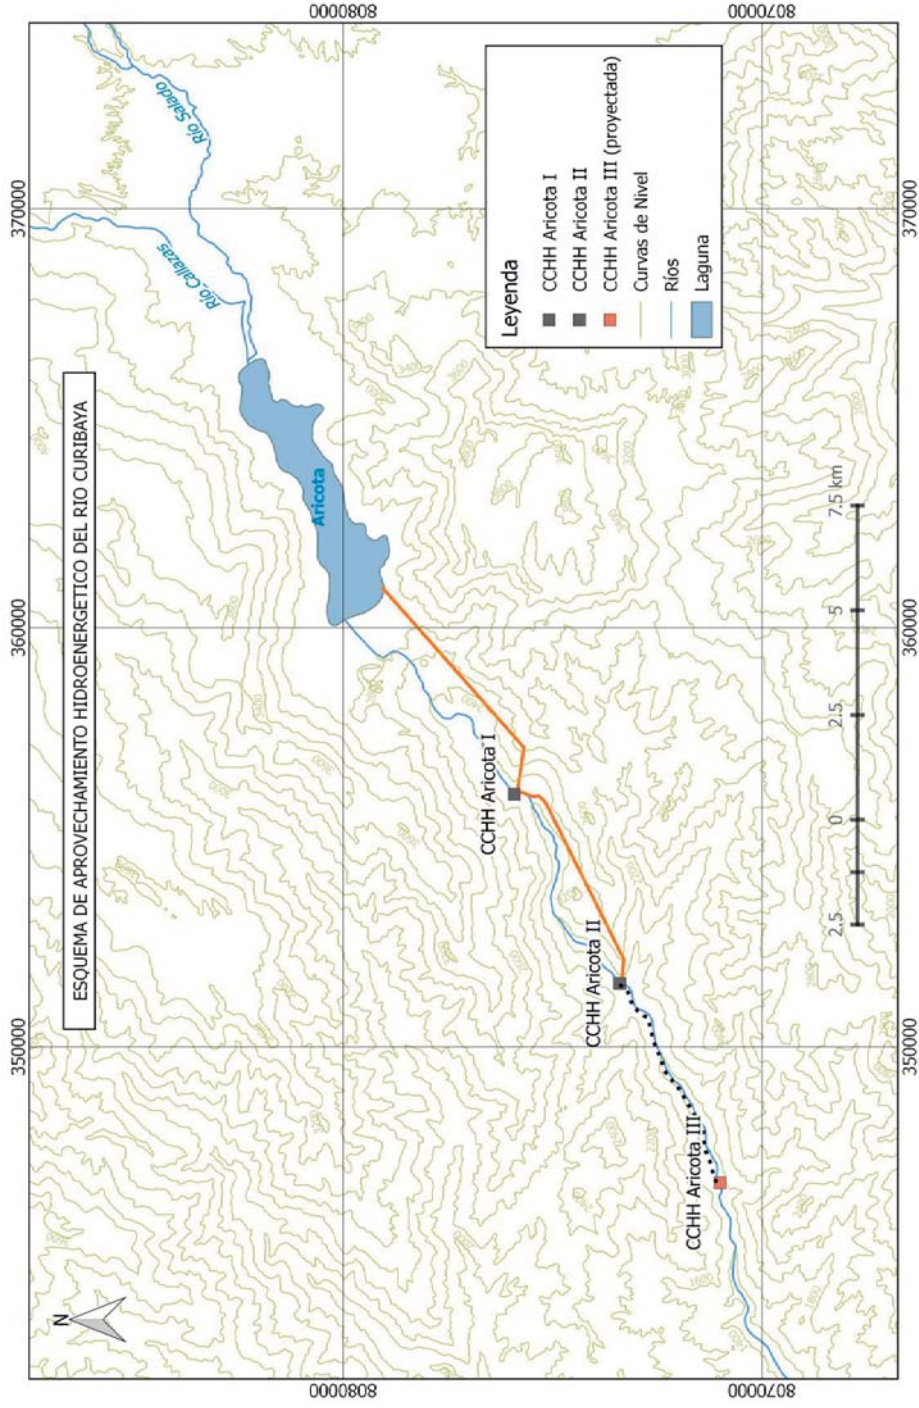 ESQUEMA DE APROVECHAMIENTO HIDROENERGETICO DEL RIO CURIBAYA
N
350000
360000
370000
8080000
8080000
8070000
8070000
350000
360000
370000
Río Callazas
Río Salado
Aricota
CCHH Aricota I
CCHH Aricota II
CCHH Aricota III
Leyenda
CCHH Aricota I
CCHH Aricota II
CCHH Aricota III (proyectada)
Curvas de Nivel
Ríos
Laguna
2.5 0 2.5 5 7.5 km